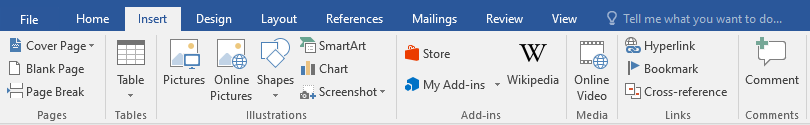 File Home Insert Design Layout References Mailings Review View Tell me what you want to do...
Cover Page
Blank Page
Page Break
Pages
Table
Tables
Pictures
Online
Pictures
Shapes
SmartArt
Chart
Screenshot
Illustrations
Store
My Add-ins
W
Wikipedia
Add-ins
Online
Video
Media
Hyperlink
Bookmark
Cross-reference
Links
Comment
Comments